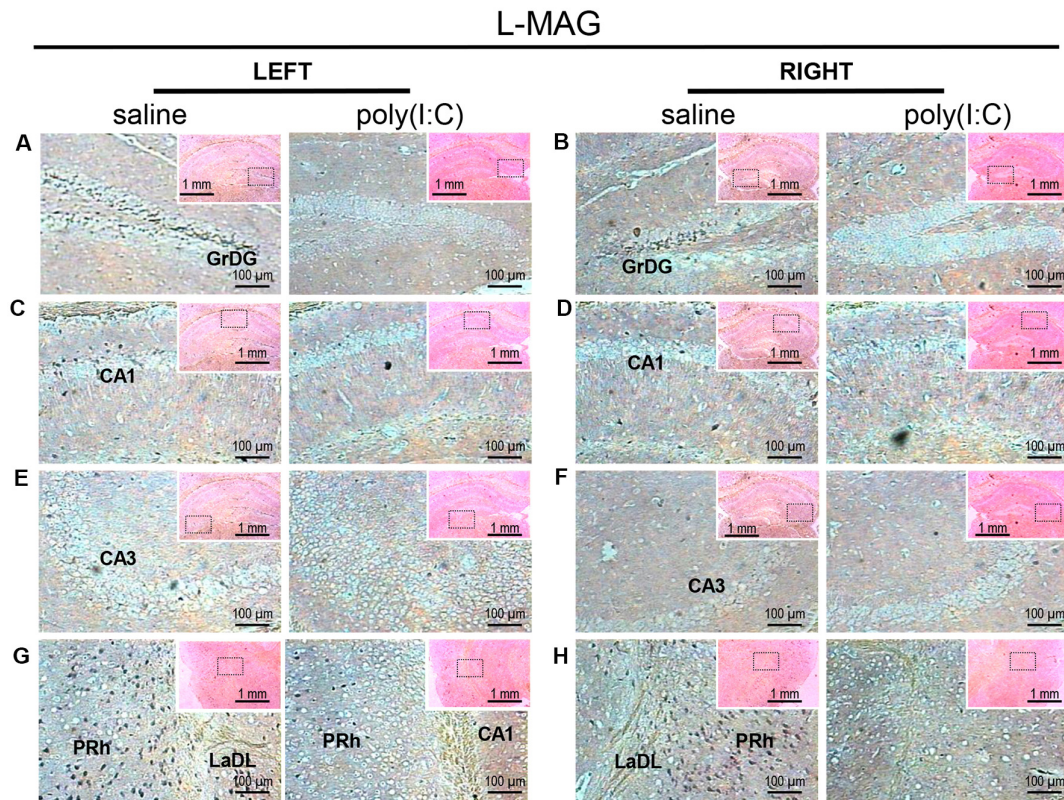 L-MAG
LEFT
RIGHT
saline
poly(I:C)
saline
poly(I:C)
A
1 mm
GrDG
100 µm
1 mm
100 µm
B
1 mm
GrDG
100 µm
1 mm
100 µm
C
1 mm
CA1
100 µm
1 mm
100 µm
D
1 mm
CA1
100 µm
1 mm
100 µm
E
1 mm
CA3
100 µm
1 mm
100 µm
F
1 mm
CA3
100 µm
1 mm
100 µm
G
1 mm
PRh
LaDL
100 µm
1 mm
PRh
CA1
100 µm
H
1 mm
LaDL
PRh
100 µm
1 mm
100 µm